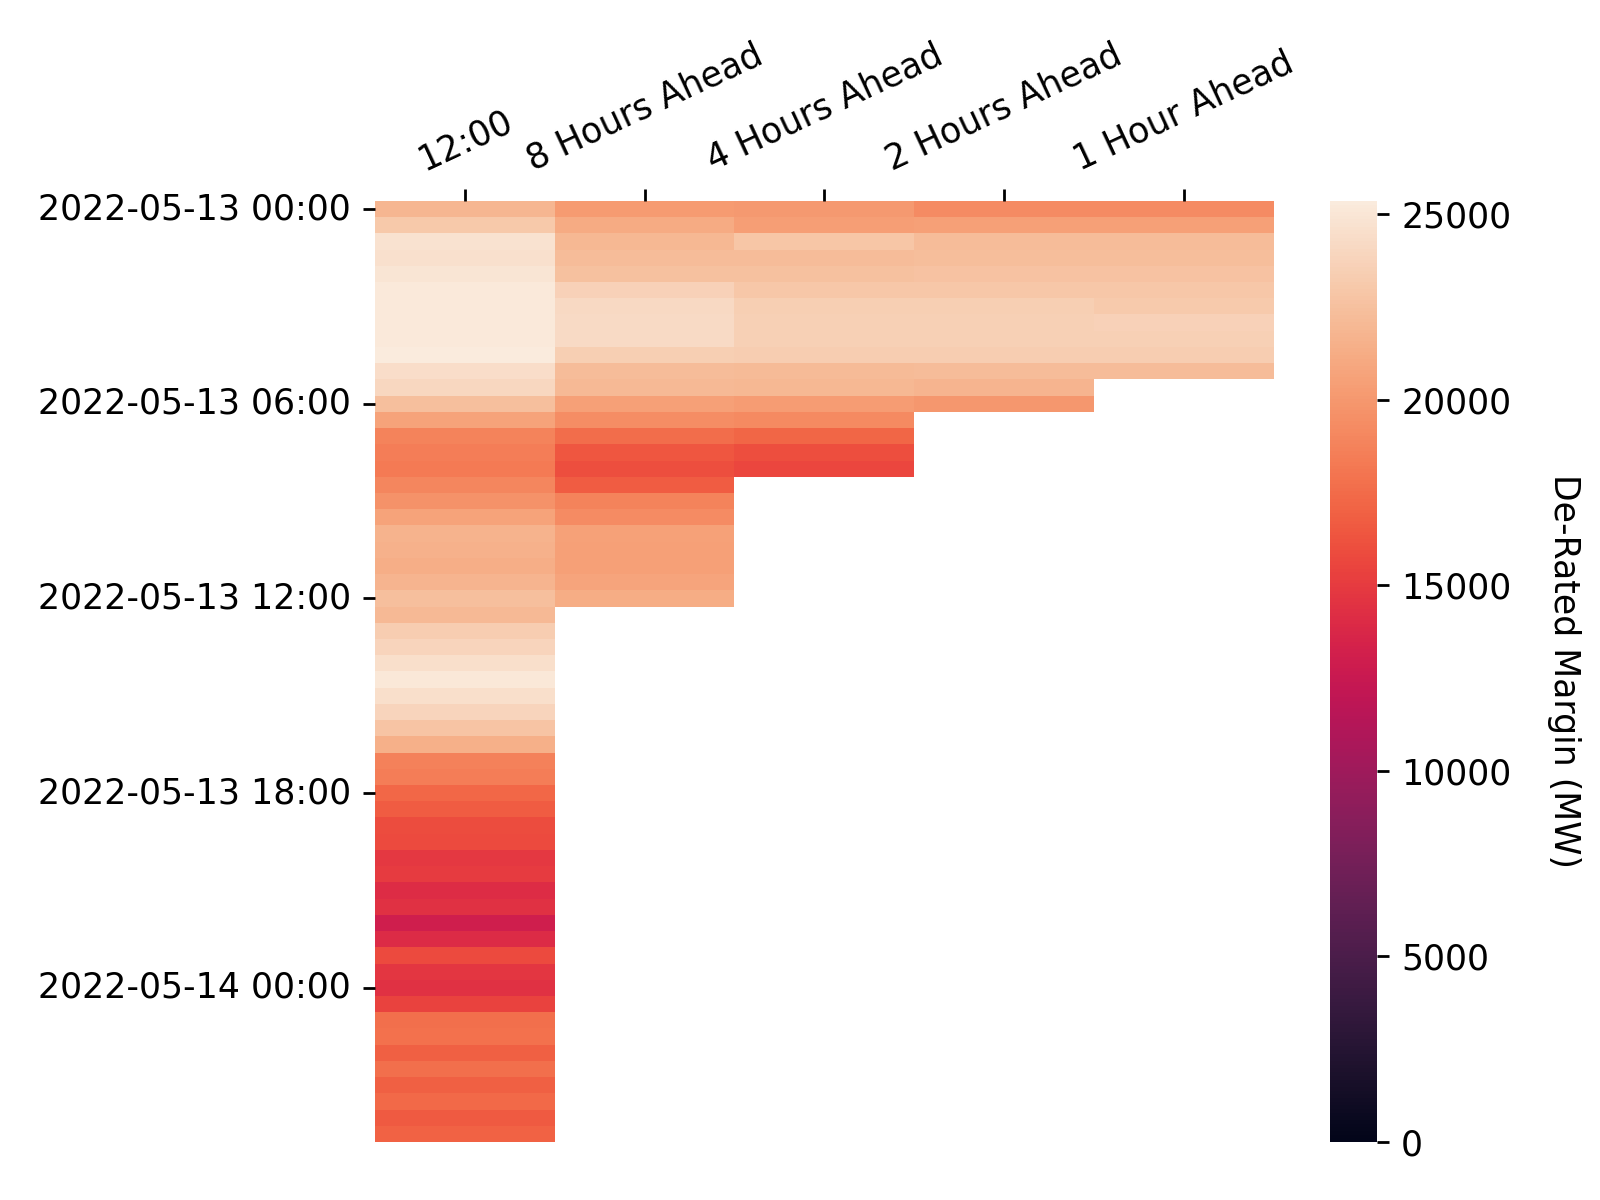 12:00
8 Hours Ahead
4 Hours Ahead
2 Hours Ahead
1 Hour Ahead
2022-05-13 00:00
2022-05-13 06:00
2022-05-13 12:00
2022-05-13 18:00
2022-05-14 00:00
25000
20000
15000
10000
5000
0
De-Rated Margin (MW)